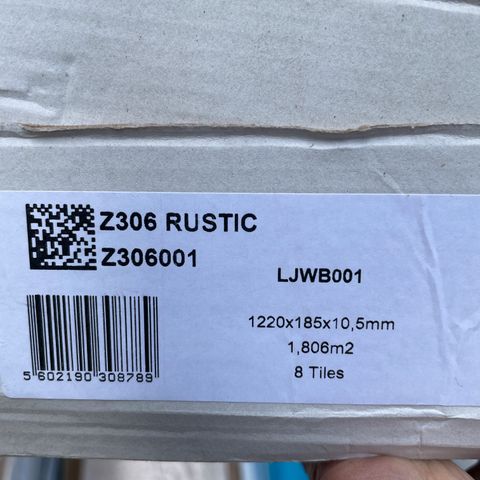 Z306 RUSTIC
Z306001
LJWB001
1220x185x10,5mm
1,806m2
8 Tiles
5 602190 308789